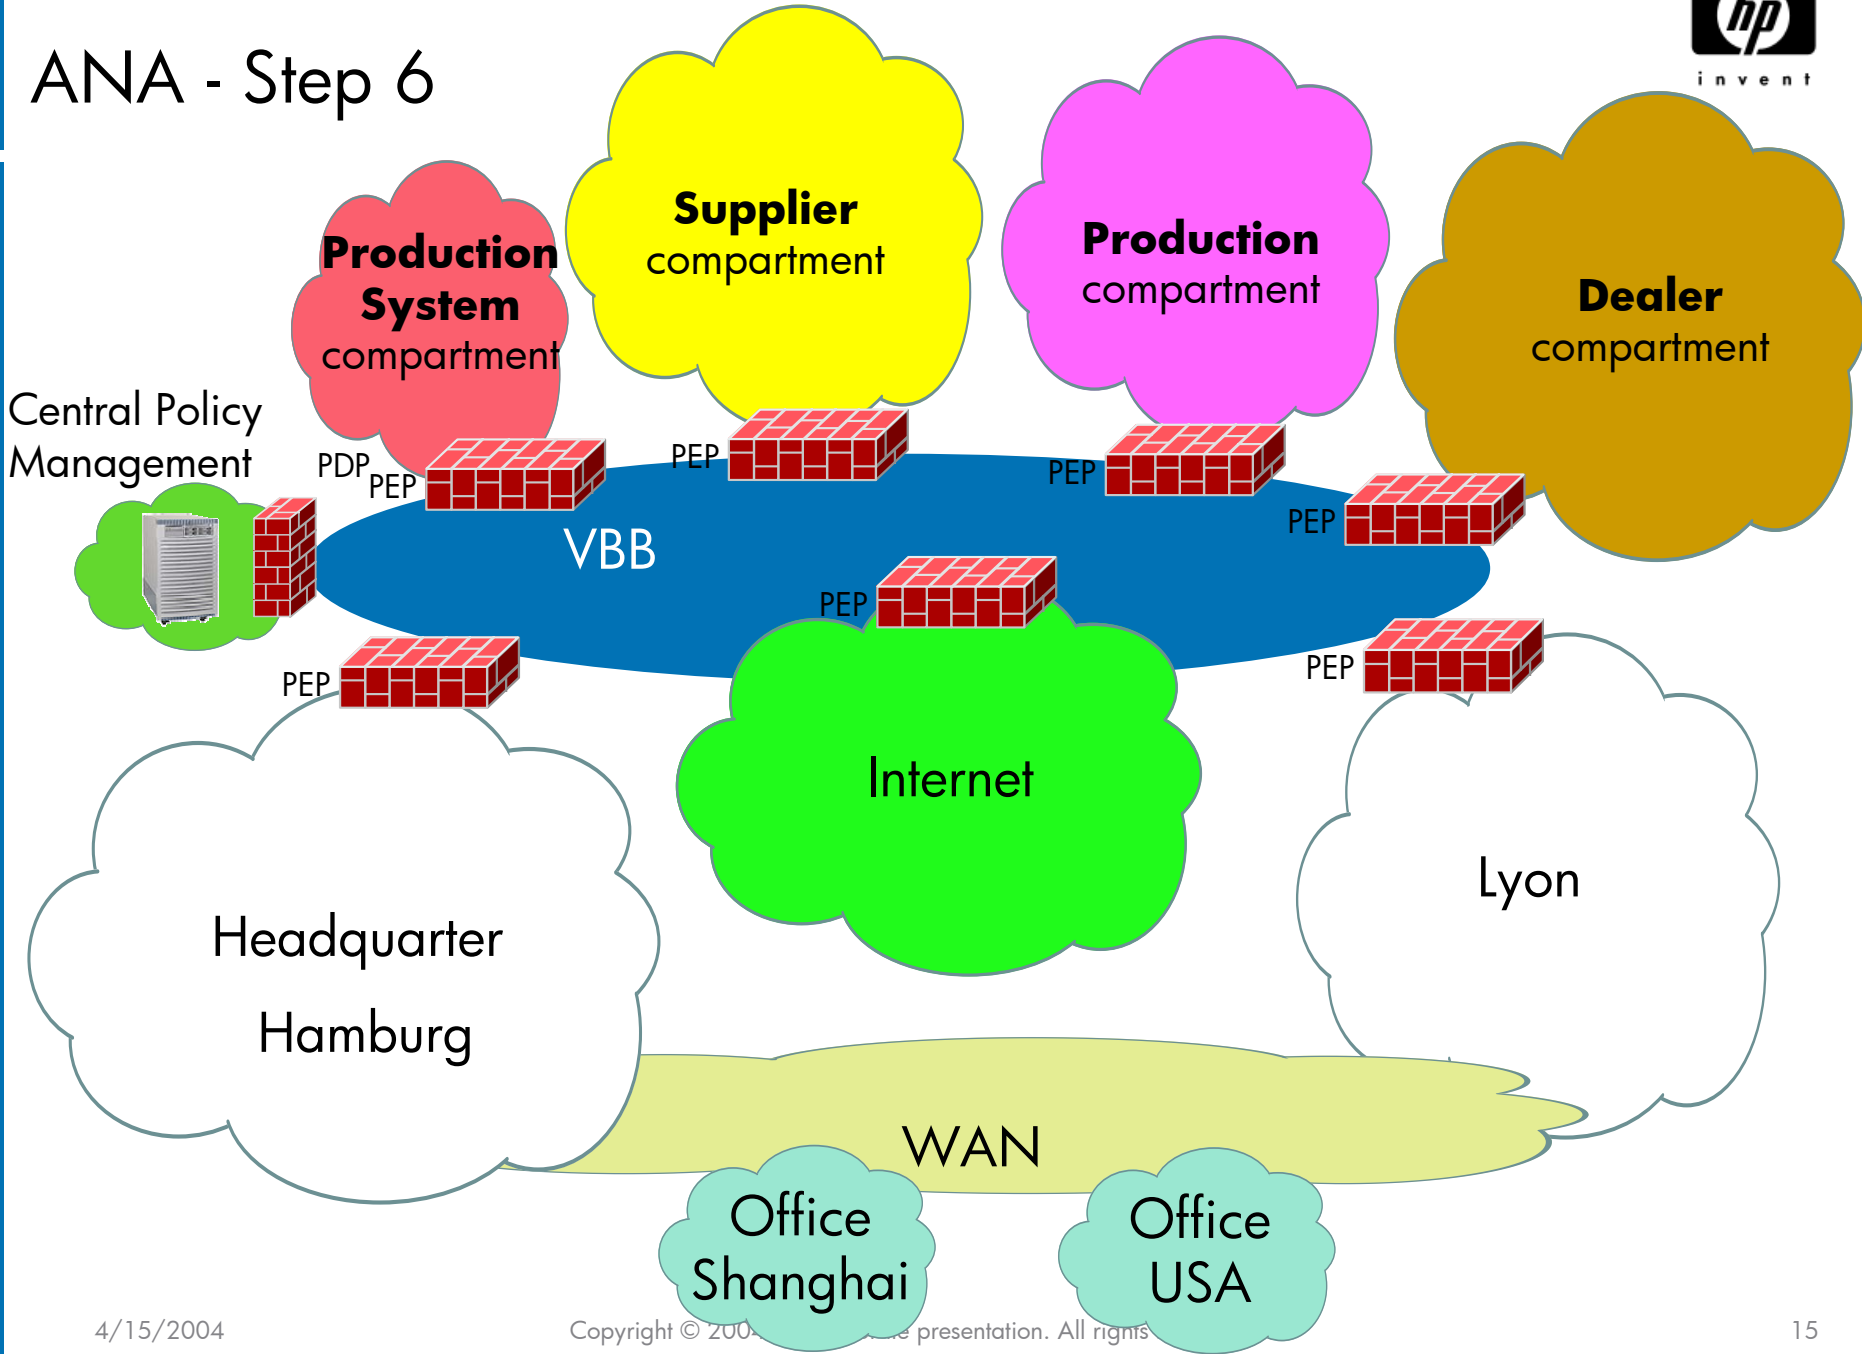 ANA - Step 6
hp
invent
Production
System
compartment
Supplier
compartment
Production
compartment
Dealer
compartment
Central Policy
Management
PDP
PEP
PEP
PEP
PEP
VBB
PEP
PEP
PEP
Internet
Lyon
Headquarter
Hamburg
WAN
Office
Shanghai
Office
USA
4/15/2004
Copyright © 200 presentation. All rights
15